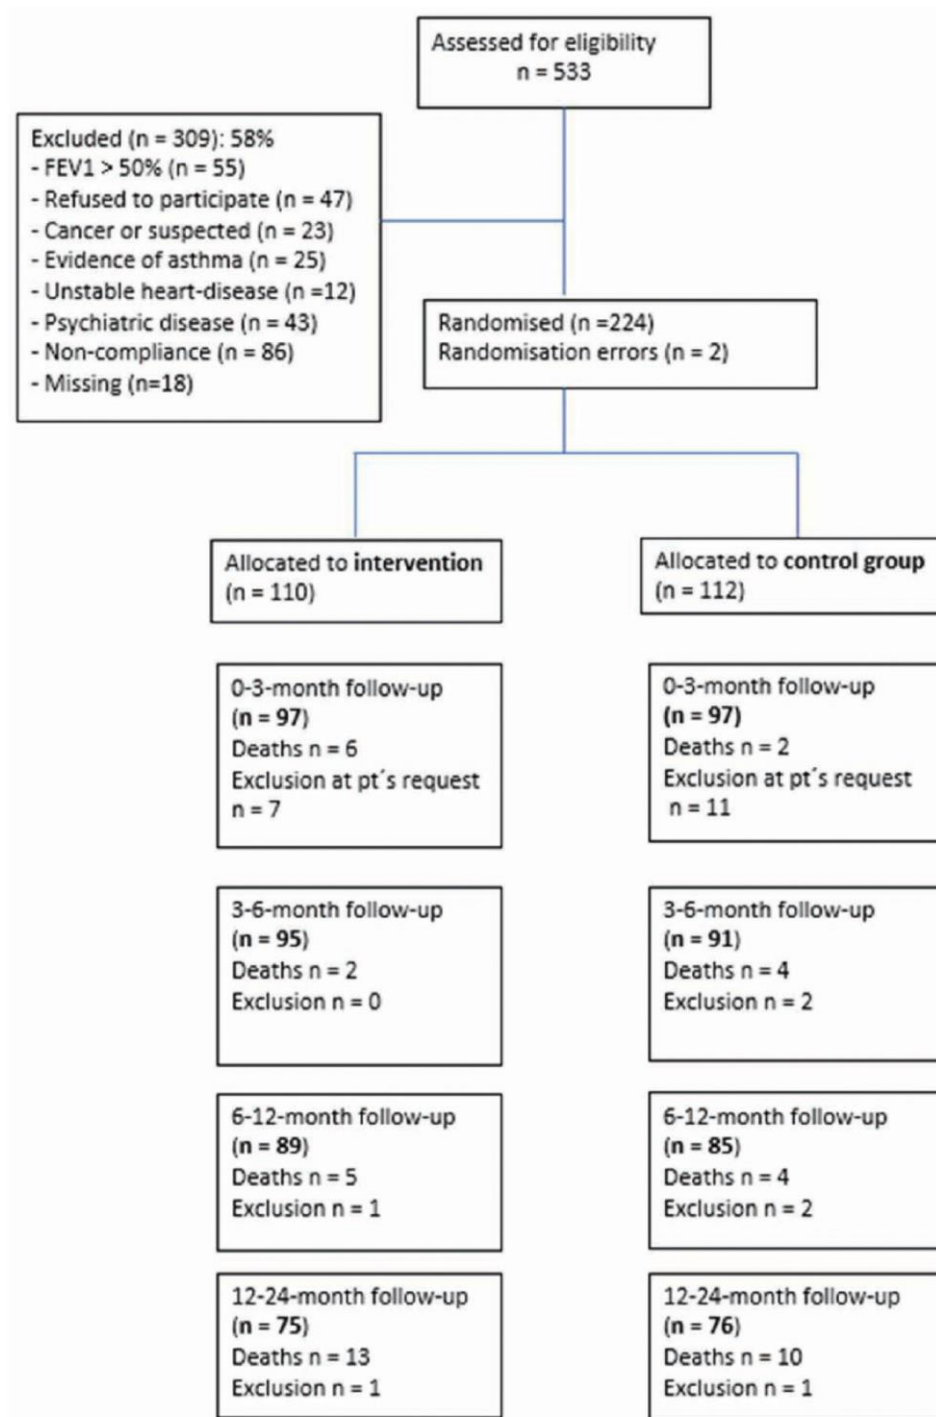 Assessed for eligibility
n = 533
Excluded (n = 309): 58%
- FEV1 > 50% (n = 55)
- Refused to participate (n = 47)
- Cancer or suspected (n = 23)
- Evidence of asthma (n = 25)
- Unstable heart-disease (n =12)
- Psychiatric disease (n = 43)
- Non-compliance (n = 86)
- Missing (n=18)
Randomised (n =224)
Randomisation errors (n = 2)
Allocated to intervention
(n = 110)
Allocated to control group
(n = 112)
0-3-month follow-up
(n = 97)
Deaths n = 6
Exclusion at pt´s request
n = 7
0-3-month follow-up
(n = 97)
Deaths n = 2
Exclusion at pt´s request
n = 11
3-6-month follow-up
(n = 95)
Deaths n = 2
Exclusion n = 0
3-6-month follow-up
(n = 91)
Deaths n = 4
Exclusion n = 2
6-12-month follow-up
(n = 89)
Deaths n = 5
Exclusion n = 1
6-12-month follow-up
(n = 85)
Deaths n = 4
Exclusion n = 2
12-24-month follow-up
(n = 75)
Deaths n = 13
Exclusion n = 1
12-24-month follow-up
(n = 76)
Deaths n = 10
Exclusion n = 1